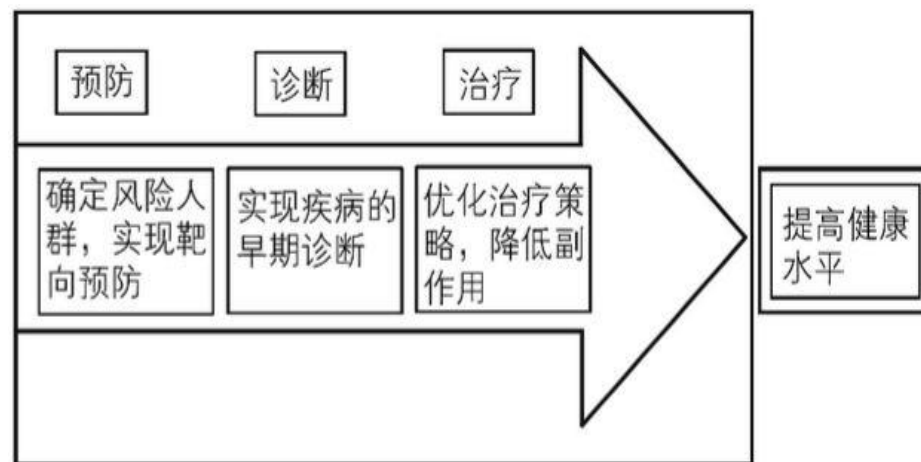 预防
诊断
治疗
确定风险人
群，实现靶
向预防
实现疾病的
早期诊断
优化治疗策
略，降低副
作用
提高健康
水平